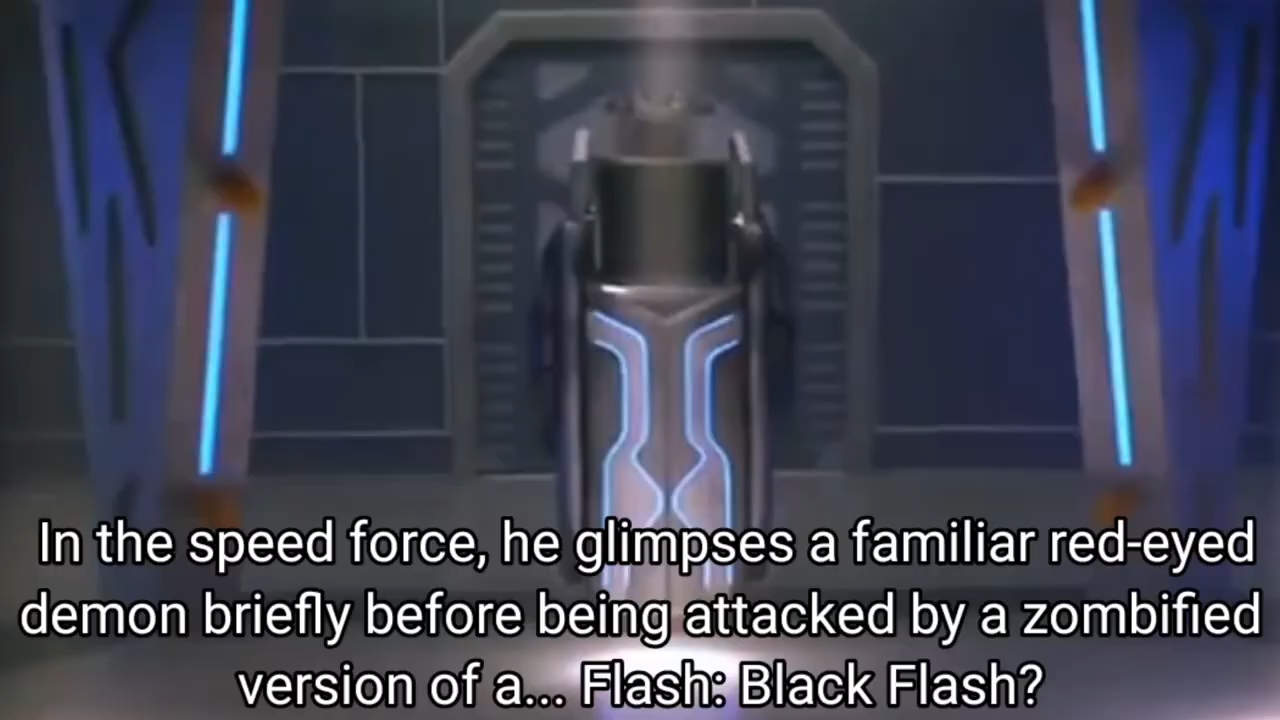 In the speed force, he glimpses a familiar red-eyed
demon briefly before being attacked by a zombified
version of a... Flash: Black Flash?